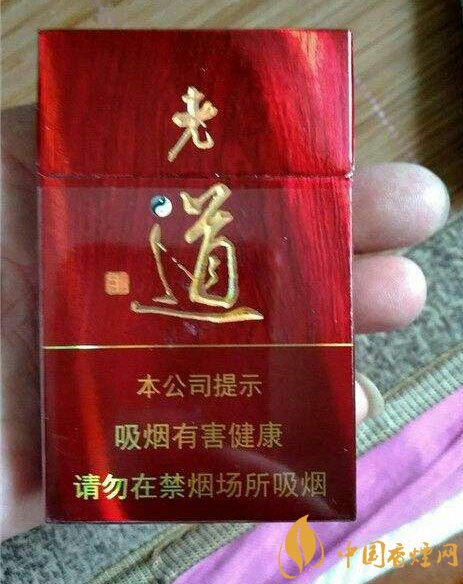 老
道
本公司提示
吸烟有害健康
请勿在禁烟场所吸烟
中国香烟网